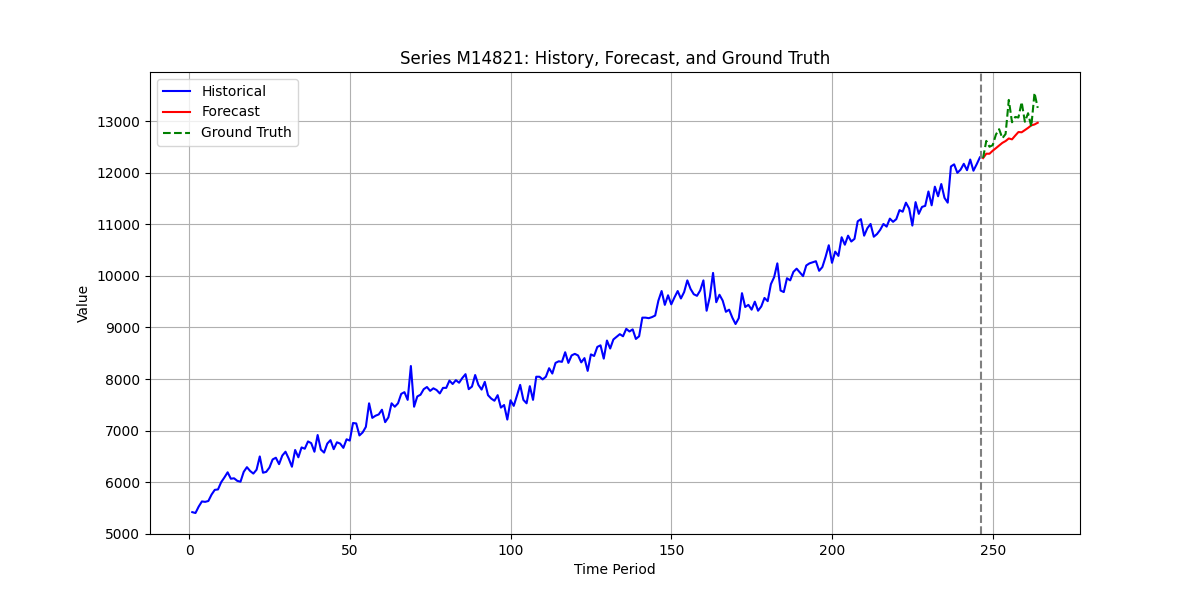 Series M14821: History, Forecast, and Ground Truth
Historical
Forecast
Ground Truth
13000
12000
11000
10000
9000
8000
7000
6000
5000
Value
0 50 100 150 200 250
Time Period